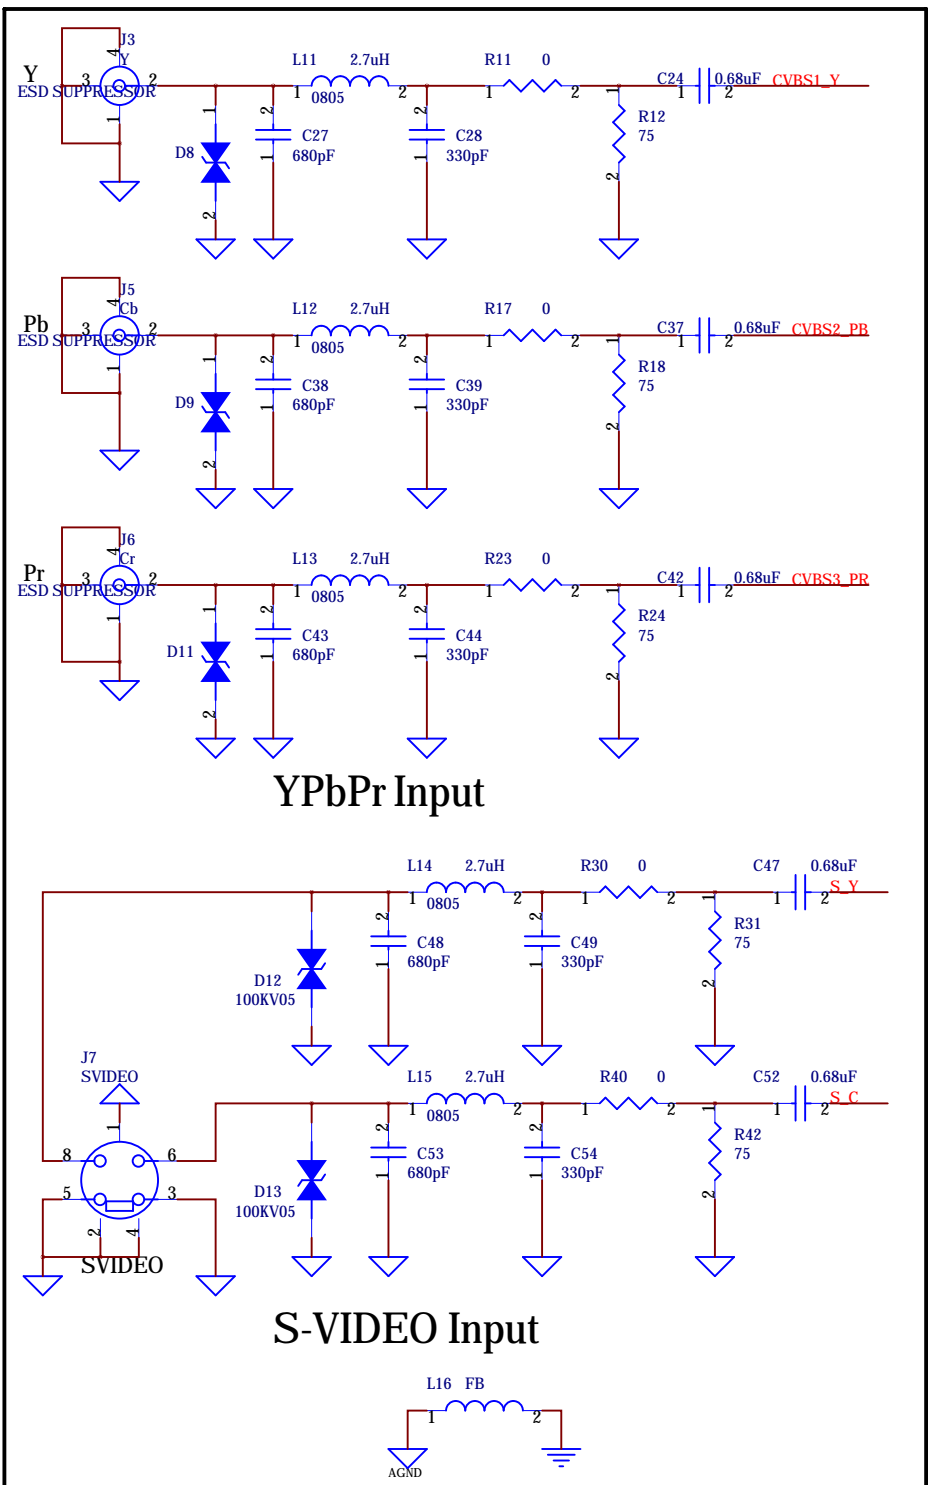 J3
Y
L11 2.7uH R11 0
4
Y 3 2
ESD SUPPRESSOR
1 0805 2 1 2 1
C24 0.68uF CVBS1_Y
1 2
1
1 2 2
R12
75
D8
C27
680pF
C28
330pF
1 1
2 2
J5
Cb
L12 2.7uH R17 0
4
Pb 3 2
ESD SUPPRESSOR
1 0805 2 1 2 1
C37 0.68uF CVBS2_PB
1 2
1
1 2 2
R18
75
D9
C38
680pF
C39
330pF
1 1
2 2
J6
Cr
L13 2.7uH R23 0
4
Pr 3 2
ESD SUPPRESSOR
1 0805 2 1 2 1
C42 0.68uF CVBS3_PR
1 2
1
1 2 2
R24
75
D11
C43
680pF
C44
330pF
1 1
2 2
YPbPr Input
L14 2.7uH R30 0 C47 0.68uF
1 0805 2 1 2 1 1 2 S_Y
2 2
R31
75
C48
680pF
C49
330pF
1 1
D12
100KV05
2
J7
SVIDEO
L15 2.7uH R40 0 C52 0.68uF
1 0805 2 1 2 1 1 2 S_C
1
2 2
R42
75
8 6
C53
680pF
C54
330pF
1 1
5 3
D13
100KV05
2
2 4
SVIDEO
S-VIDEO Input
L16 FB
1 2
AGND